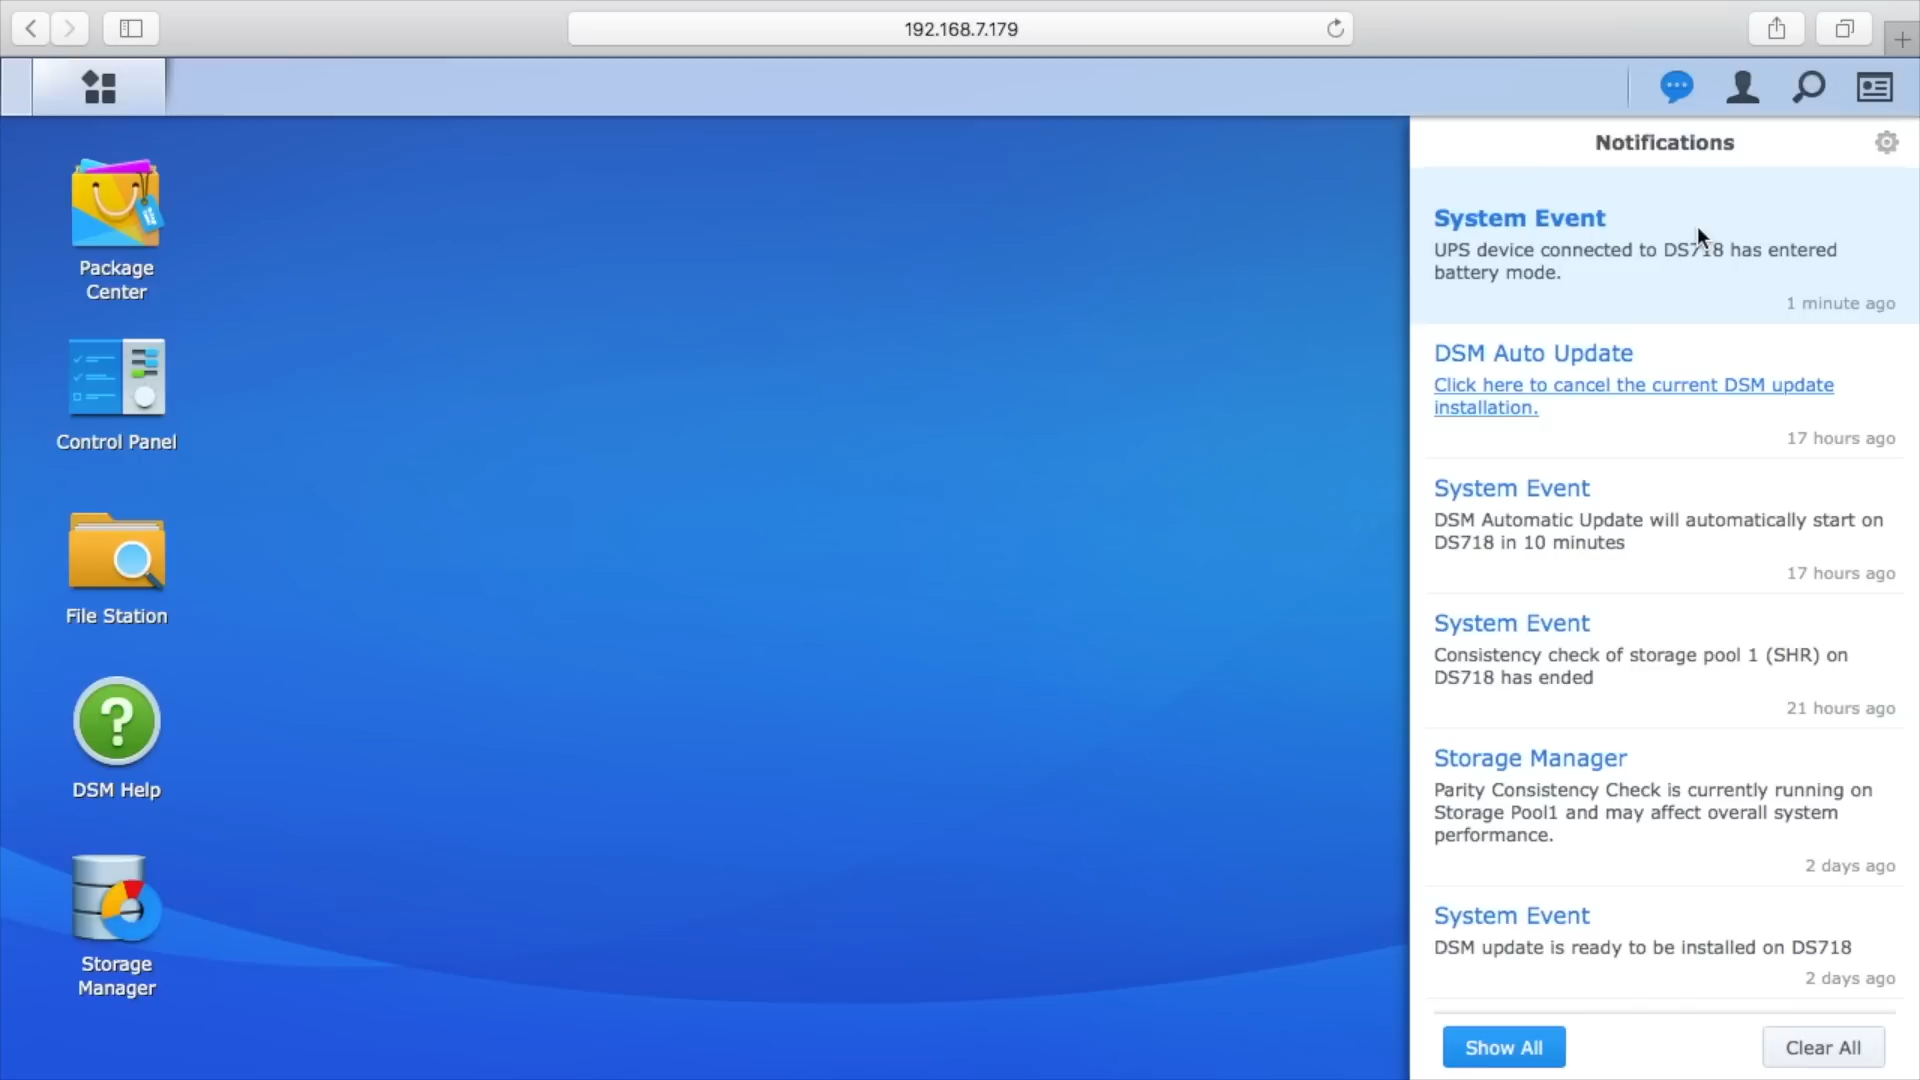 192.168.7.179
Package
Center
Control Panel
File Station
DSM Help
Storage
Manager
Notifications
System Event
UPS device connected to DS718 has entered
battery mode.
1 minute ago
DSM Auto Update
Click here to cancel the current DSM update
installation.
17 hours ago
System Event
DSM Automatic Update will automatically start on
DS718 in 10 minutes
17 hours ago
System Event
Consistency check of storage pool 1 (SHR) on
DS718 has ended
21 hours ago
Storage Manager
Parity Consistency Check is currently running on
Storage Pool1 and may affect overall system
performance.
2 days ago
System Event
DSM update is ready to be installed on DS718
2 days ago
Show All
Clear All